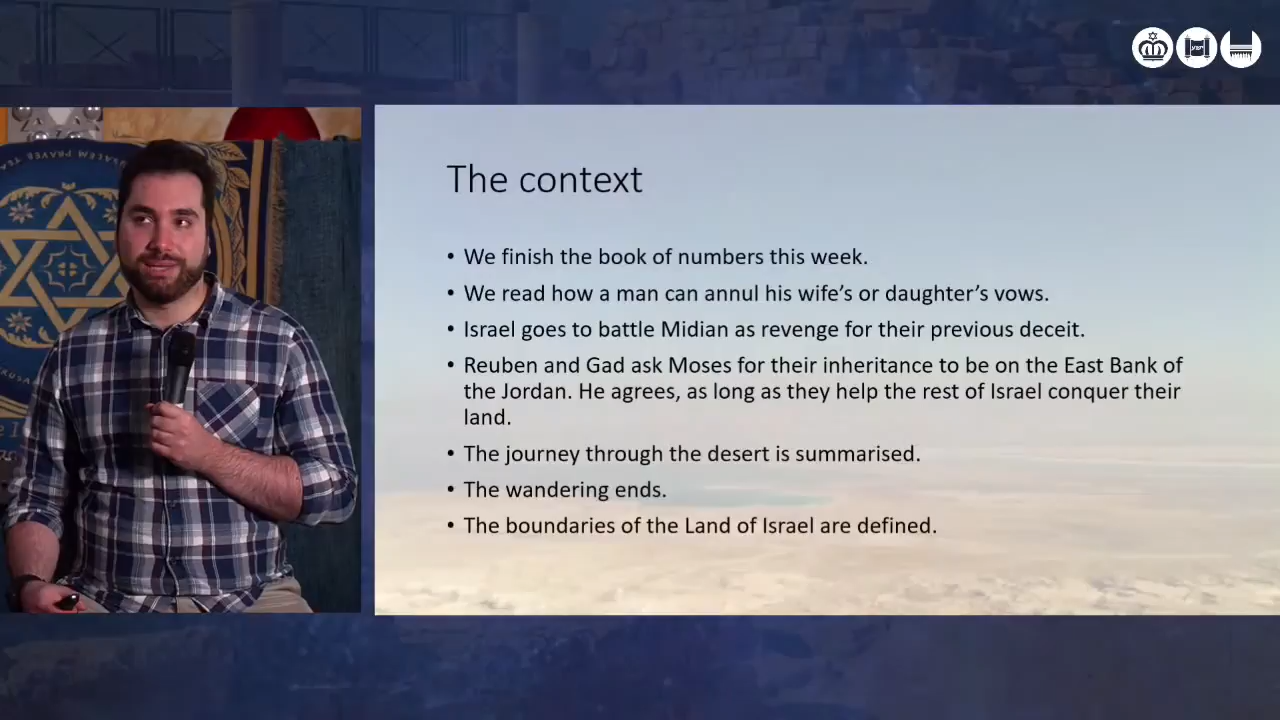 The context
• We finish the book of numbers this week.
• We read how a man can annul his wife’s or daughter’s vows.
• Israel goes to battle Midian as revenge for their previous deceit.
• Reuben and Gad ask Moses for their inheritance to be on the East Bank of
the Jordan. He agrees, as long as they help the rest of Israel conquer their
land.
• The journey through the desert is summarised.
• The wandering ends.
• The boundaries of the Land of Israel are defined.
PRAYER